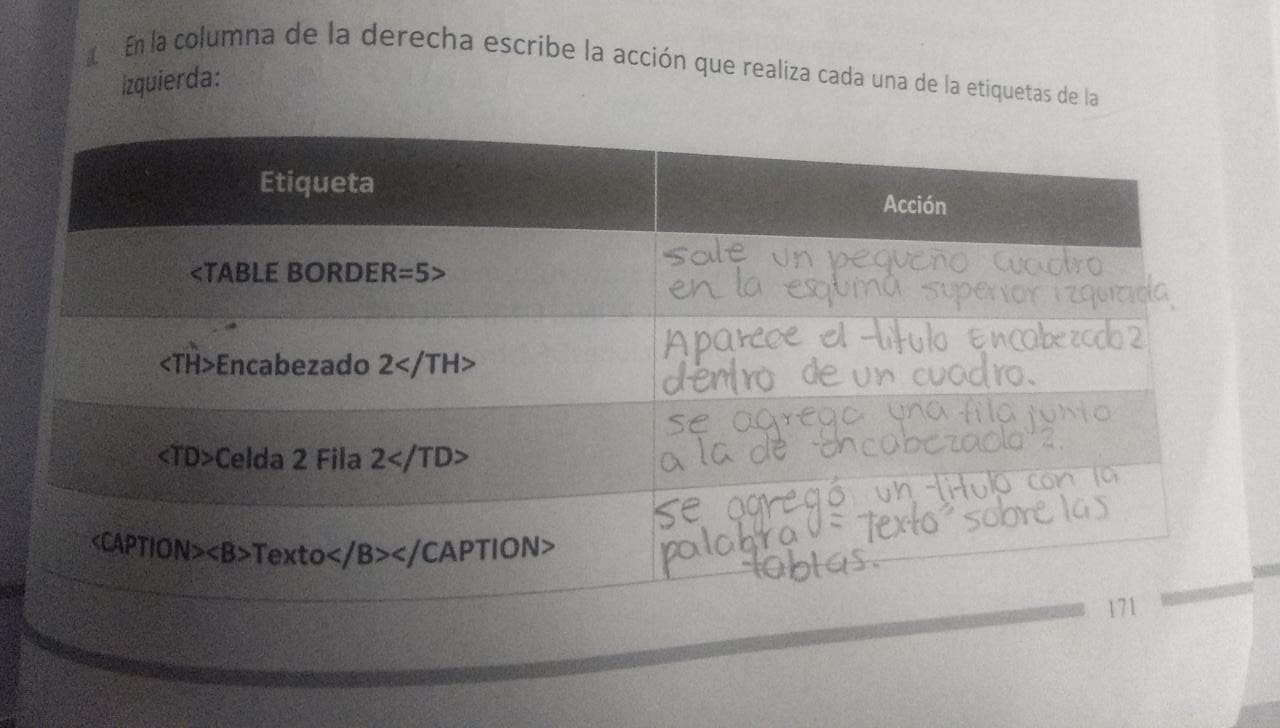 En la columna de la derecha escribe la acción que realiza cada una de la etiquetas de la
izquierda:
Etiqueta
Acción
<TABLE BORDER=5>
sale un pequeño cuadro
en la esquina superior izquierda
<TH>Encabezado 2</TH>
Aparece el titulo Encabezado 2
dentro de un cuadro.
<TD>Celda 2 Fila 2</TD>
se agrego una fila junto
a la de encabezado 2.
<CAPTION><B>Texto</B></CAPTION>
se agregó un titulo con la
palabra "Texto" sobre las
tablas.
171